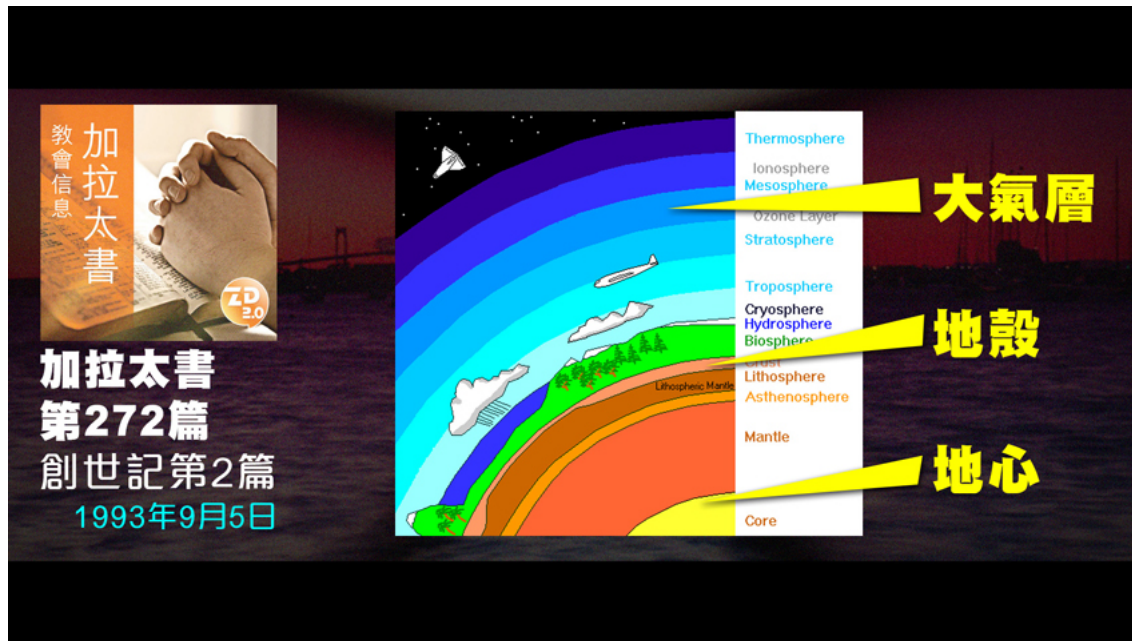 教會信息
加拉太書
ZD
2.0
加拉太書
第272篇
創世記第2篇
1993年9月5日
Thermosphere
Ionosphere
Mesosphere
Ozone Layer
Stratosphere
Troposphere
Cryosphere
Hydrosphere
Biosphere
Crust
Lithosphere
Lithospheric Mantle
Asthenosphere
Mantle
Core
大氣層
地殼
地心